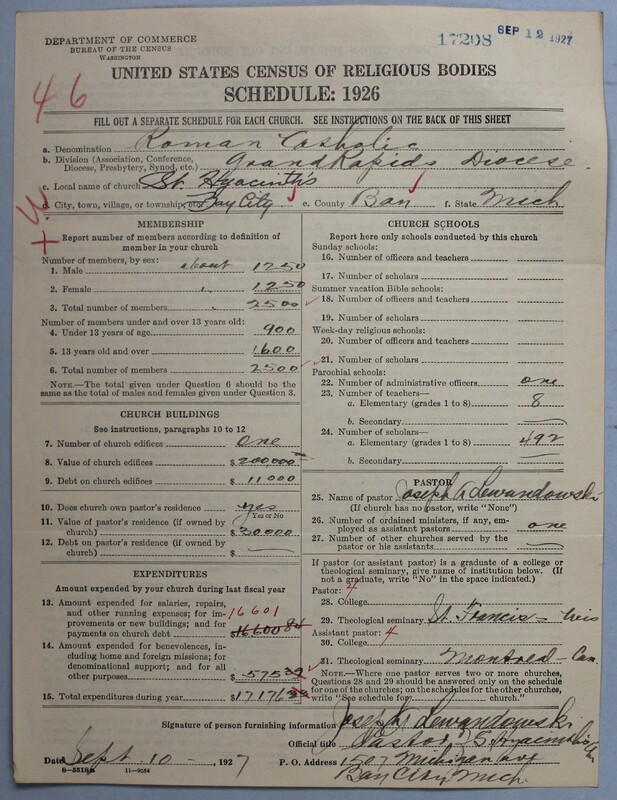 DEPARTMENT OF COMMERCE
BUREAU OF THE CENSUS
WASHINGTON
17208 SEP 12 1927
46
UNITED STATES CENSUS OF RELIGIOUS BODIES
SCHEDULE: 1926
FILL OUT A SEPARATE SCHEDULE FOR EACH CHURCH. SEE INSTRUCTIONS ON THE BACK OF THIS SHEET
a. Denomination Roman Catholic
b. Division (Association, Conference,
Diocese, Presbytery, Synod, etc.) Grand Rapids Diocese
c. Local name of church St. Hyacinth's
d. City, town, village, or township, etc. Bay City e. County Bay f. State Mich
MEMBERSHIP
Report number of members according to definition of
member in your church
Number of members, by sex:
1. Male about 1250
2. Female " 1250
3. Total number of members 2500
Number of members under and over 13 years old:
4. Under 13 years of age 900
5. 13 years old and over 1600
6. Total number of members 2500
NOTE.—The total given under Question 6 should be
the same as the total of males and females given under Question 3.
CHURCH BUILDINGS
See instructions, paragraphs 10 to 12
7. Number of church edifices One
8. Value of church edifices $ 200000
9. Debt on church edifices $ 11000
10. Does church own pastor's residence yes
Yes or No
11. Value of pastor's residence (if owned by
church) $ 30000
12. Debt on pastor's residence (if owned by
church) $
EXPENDITURES
Amount expended by your church during last fiscal year
13. Amount expended for salaries, repairs,
and other running expenses; for im-
provements or new buildings; and for
payments on church debt 16601
$ 16600 84
14. Amount expended for benevolences,
including home and foreign missions; for
denominational support; and for all
other purposes $ 575
15. Total expenditures during year $ 17176
CHURCH SCHOOLS
Report here only schools conducted by this church
Sunday schools:
16. Number of officers and teachers
17. Number of scholars
Summer vacation Bible schools:
18. Number of officers and teachers
19. Number of scholars
Week-day religious schools:
20. Number of officers and teachers
21. Number of scholars
Parochial schools:
22. Number of administrative officers one
23. Number of teachers—
a. Elementary (grades 1 to 8) 8
b. Secondary
24. Number of scholars—
a. Elementary (grades 1 to 8) 492
b. Secondary
PASTOR
25. Name of pastor Joseph A Lewandowski
(If church has no pastor, write "None")
26. Number of ordained ministers, if any, em-
ployed as assistant pastors one
27. Number of other churches served by the
pastor or his assistants
If pastor (or assistant pastor) is a graduate of a college or
theological seminary, give name of institution below. (If
not a graduate, write "No" in the space indicated.)
Pastor: 4
28. College
29. Theological seminary St. Francis - Wis
Assistant pastor: 4
30. College
31. Theological seminary Montreal - Can.
NOTE.—Where one pastor serves two or more churches,
Questions 28 and 29 should be answered only on the schedule
for one of the churches; on the schedules for the other churches,
write "See schedule for church."
Signature of person furnishing information Joseph Lewandowski
Official title Pastor, S. Hyacinth
Date Sept. 10 -, 1927 P. O. Address 1507 Michigan ave
8-5518a 11-9054 Bay City, Mich.